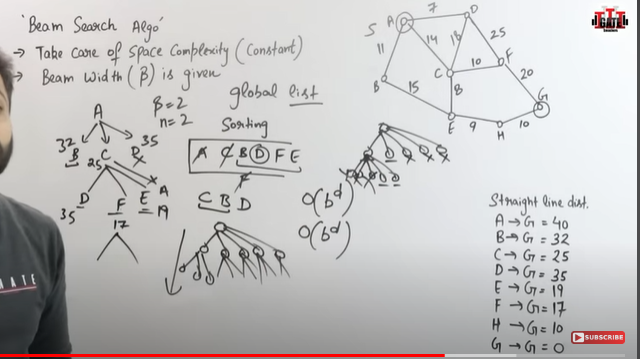 'Beam Search Algo'
→ Take care of Space Complexity (Constant)
→ Beam width (β) is given
global list
β=2
n=2
Sorting
A C B D F E
F
C B D
O(b^d)
O(b^d)
A
32
35
B
C
D
25
D
F
E
A
35
17
19
S
A
7
D
11
14
18
25
C
10
F
20
B
15
8
G
E
9
H
10
Straight line dist.
A → G = 40
B → G = 32
C → G = 25
D → G = 35
E → G = 19
F → G = 17
H → G = 10
G → G = 0
GATE
SUBSCRIBE